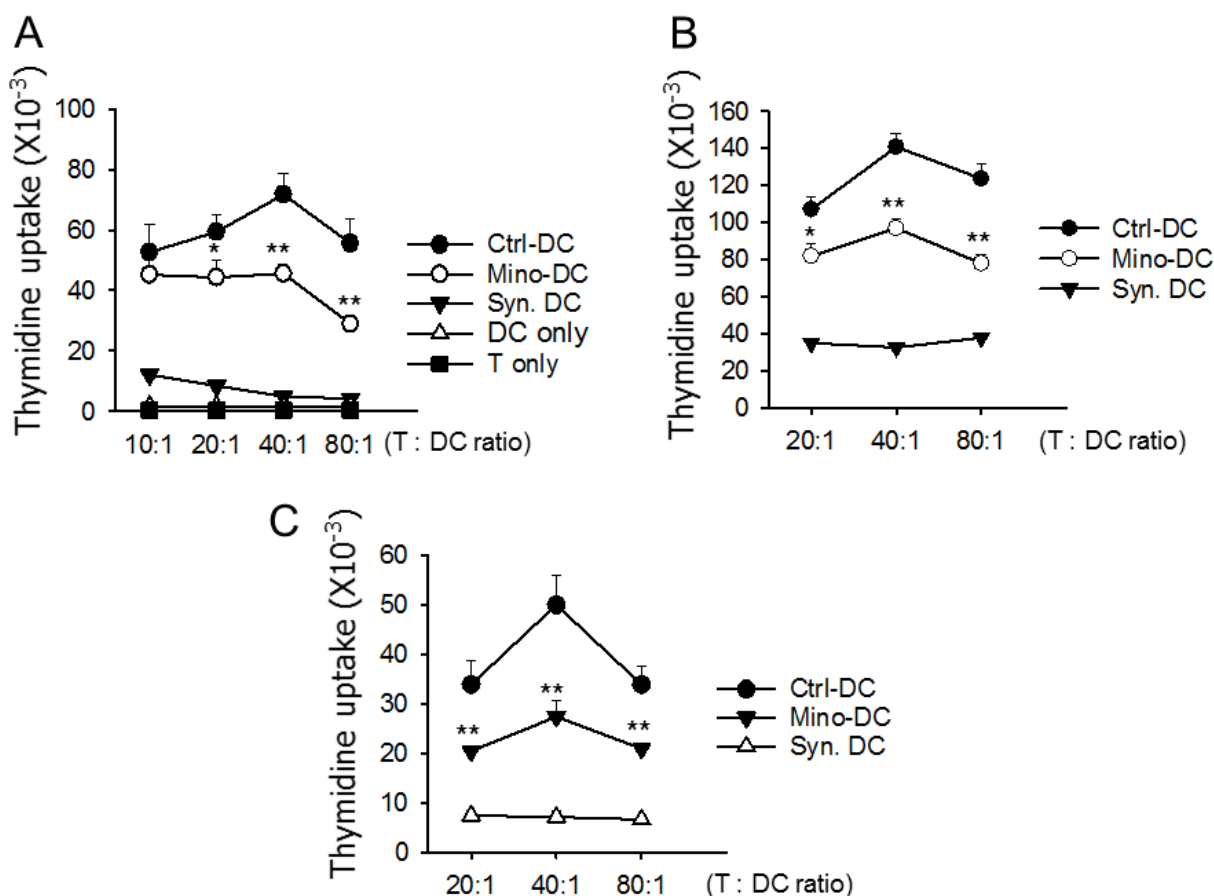 A
Thymidine uptake (X10⁻³)
100
80
60
40
20
0
*
**
**
10:1 20:1 40:1 80:1 (T : DC ratio)
Ctrl-DC
Mino-DC
Syn. DC
DC only
T only
B
Thymidine uptake (X10⁻³)
160
140
120
100
80
60
40
20
0
*
**
**
20:1 40:1 80:1 (T : DC ratio)
Ctrl-DC
Mino-DC
Syn. DC
C
Thymidine uptake (X10⁻³)
60
50
40
30
20
10
0
**
**
**
20:1 40:1 80:1 (T : DC ratio)
Ctrl-DC
Mino-DC
Syn. DC